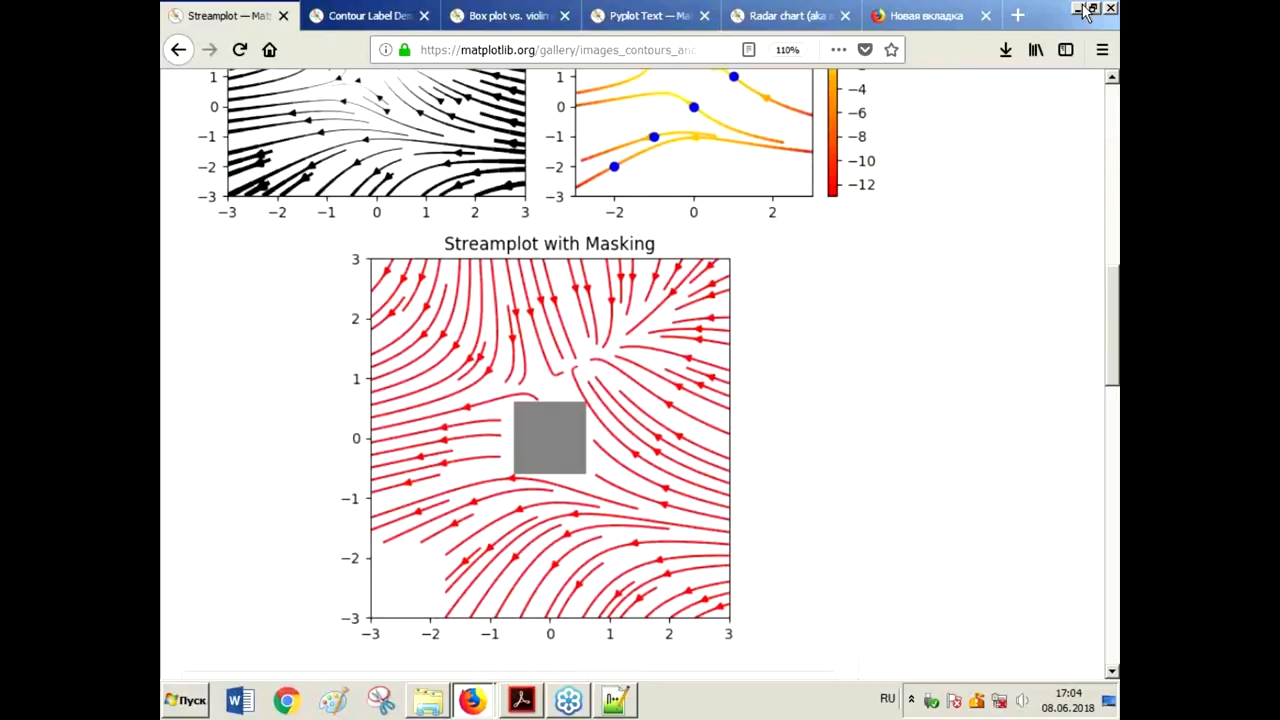 Streamplot — Mat
Contour Label De
Box plot vs. violin
Pyplot Text — Ma
Radar chart (aka
Новая вкладка
https://matplotlib.org/gallery/images_contours_an
110%
1
0
−1
−2
−3
−3 −2 −1 0 1 2 3
1
0
−1
−2
−3
−2 0 2
−4
−6
−8
−10
−12
Streamplot with Masking
3
2
1
0
−1
−2
−3
−3 −2 −1 0 1 2 3
Пуск
RU
17:04
08.06.2018